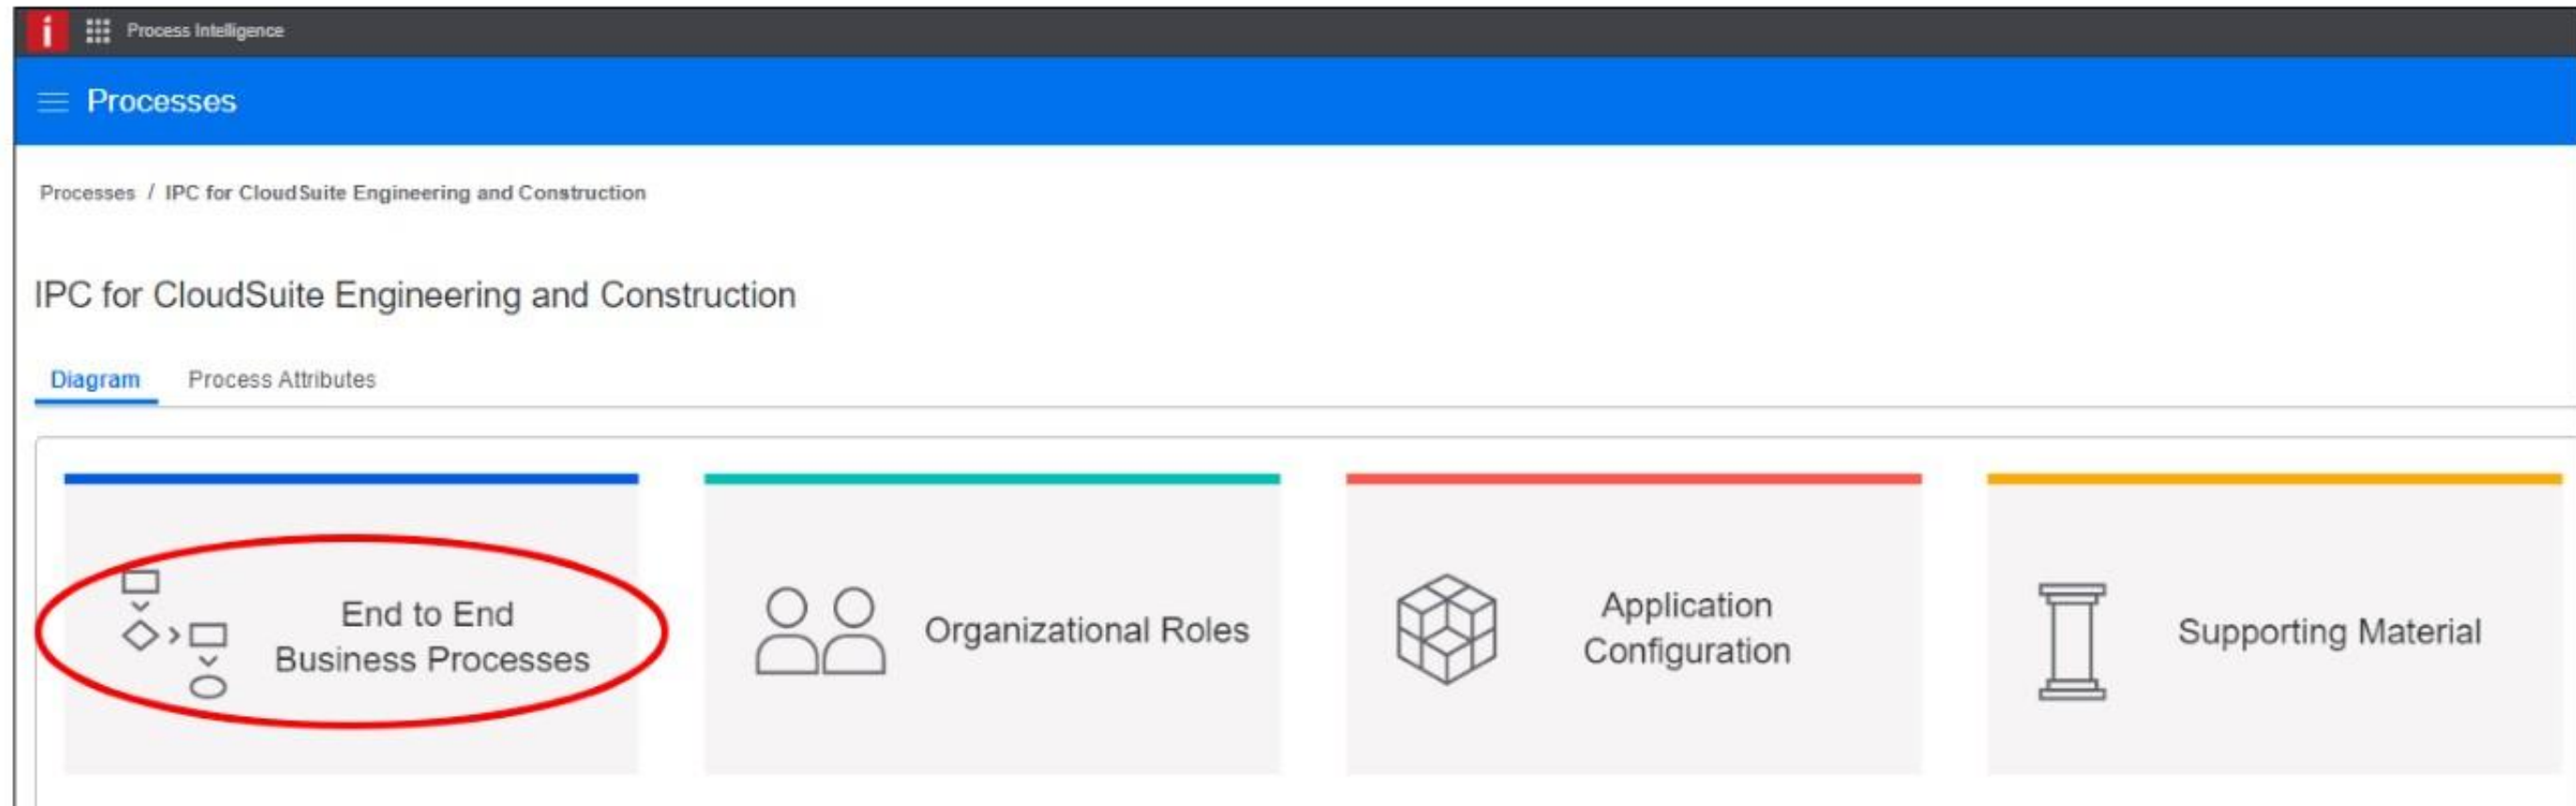 i Process Intelligence
Processes
Processes / IPC for CloudSuite Engineering and Construction
IPC for CloudSuite Engineering and Construction
Diagram Process Attributes
End to End
Business Processes
Organizational Roles
Application
Configuration
Supporting Material